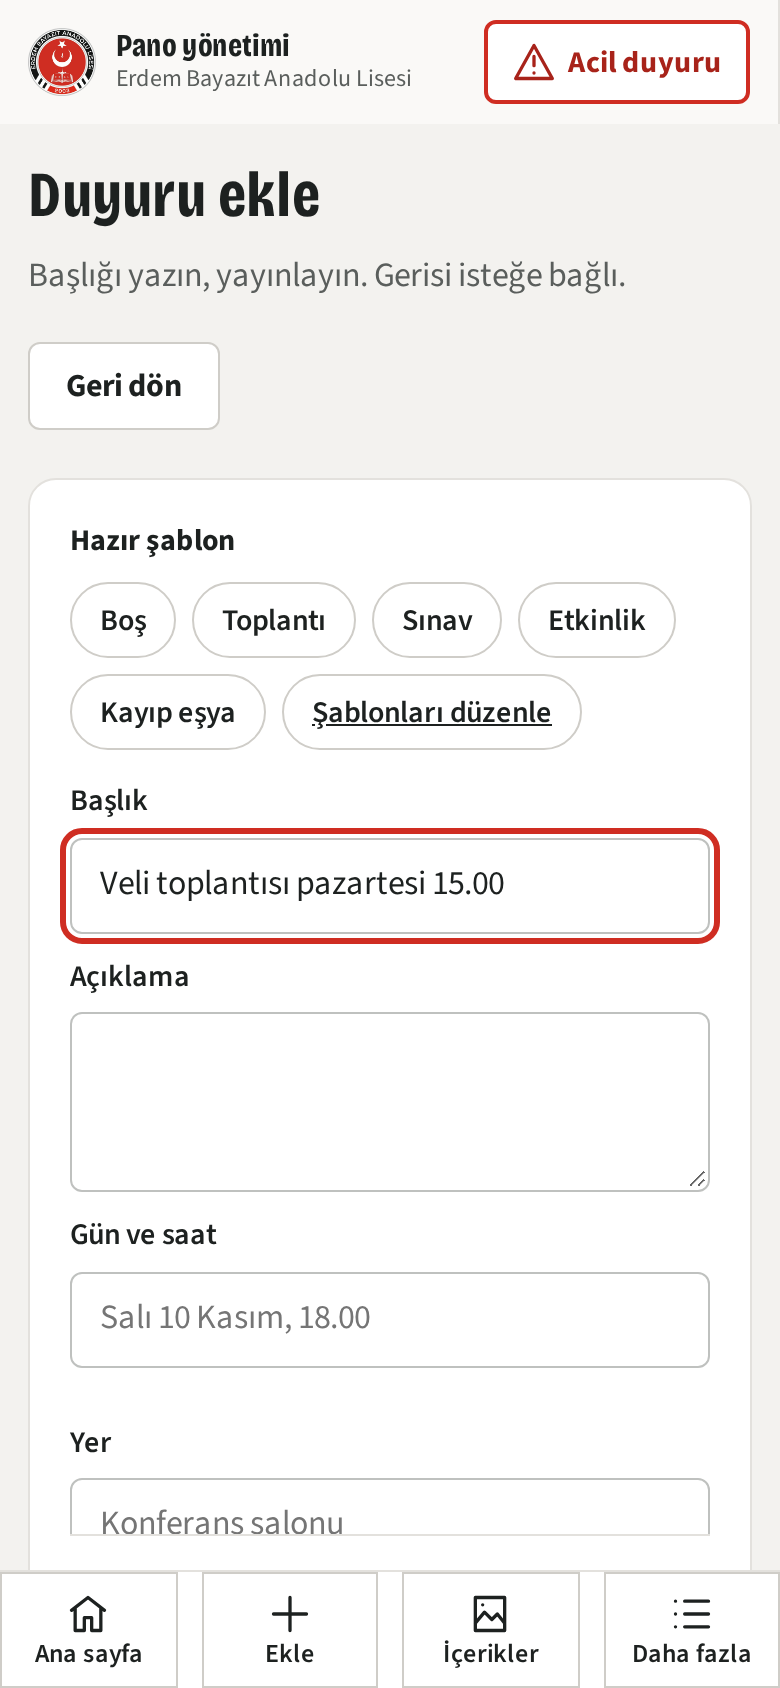 Pano yönetimi
Erdem Bayazıt Anadolu Lisesi
Acil duyuru
Duyuru ekle
Başlığı yazın, yayınlayın. Gerisi isteğe bağlı.
Geri dön
Hazır şablon
Boş
Toplantı
Sınav
Etkinlik
Kayıp eşya
Şablonları düzenle
Başlık
Veli toplantısı pazartesi 15.00
Açıklama
Gün ve saat
Salı 10 Kasım, 18.00
Yer
Konferans salonu
Ana sayfa
Ekle
İçerikler
Daha fazla